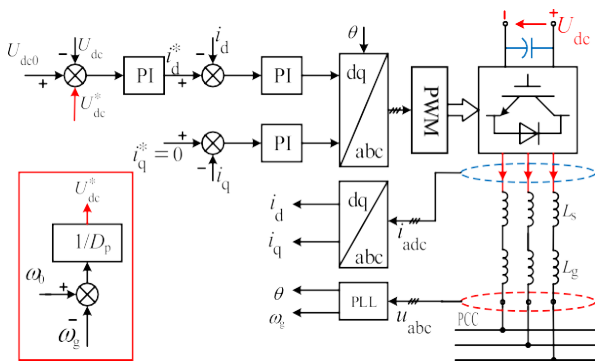 − + U_dc
U_dc0 + − U_dc U*_dc PI i*_d + − i_d PI θ dq abc PWM
i*_q=0 + − i_q PI
U*_dc
1/D_p
ω_0 + −
ω_g
i_d i_q dq abc i_adc
L_s
L_g
θ ω_g PLL u_abc
PCC